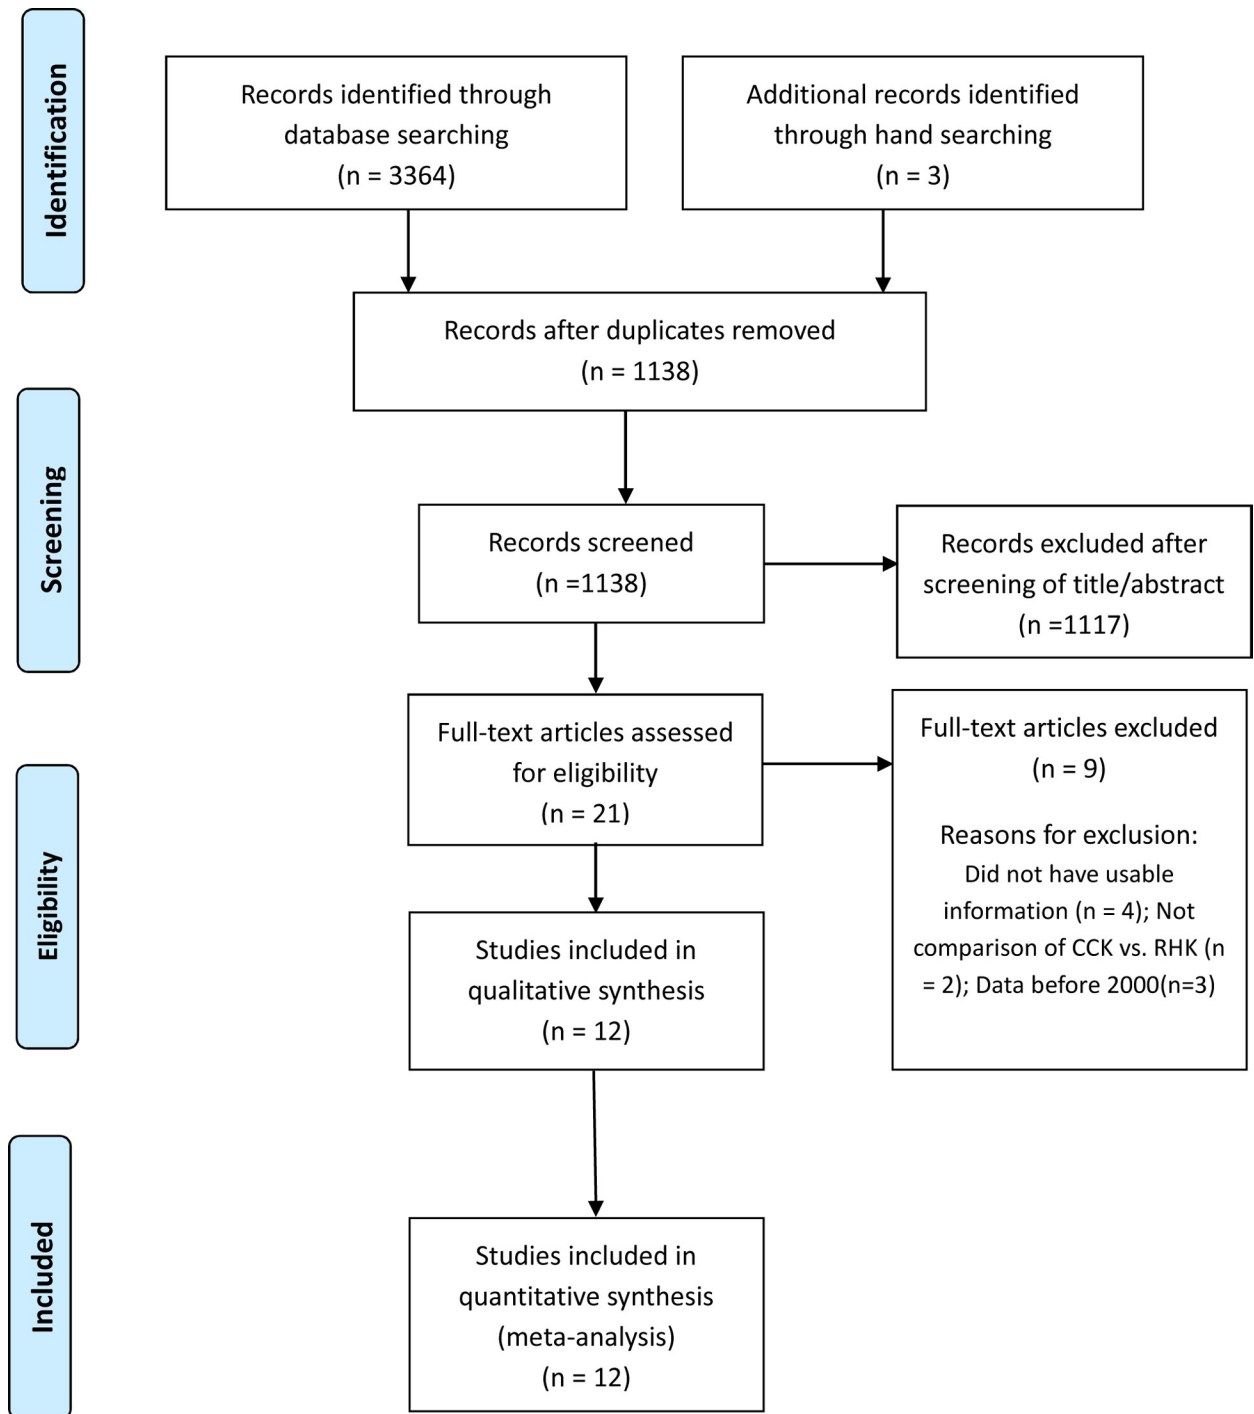 Identification
Records identified through
database searching
(n = 3364)
Additional records identified
through hand searching
(n = 3)
Records after duplicates removed
(n = 1138)
Screening
Records screened
(n =1138)
Records excluded after
screening of title/abstract
(n =1117)
Eligibility
Full-text articles assessed
for eligibility
(n = 21)
Full-text articles excluded
(n = 9)
Reasons for exclusion:
Did not have usable
information (n = 4); Not
comparison of CCK vs. RHK (n
= 2); Data before 2000(n=3)
Studies included in
qualitative synthesis
(n = 12)
Included
Studies included in
quantitative synthesis
(meta-analysis)
(n = 12)